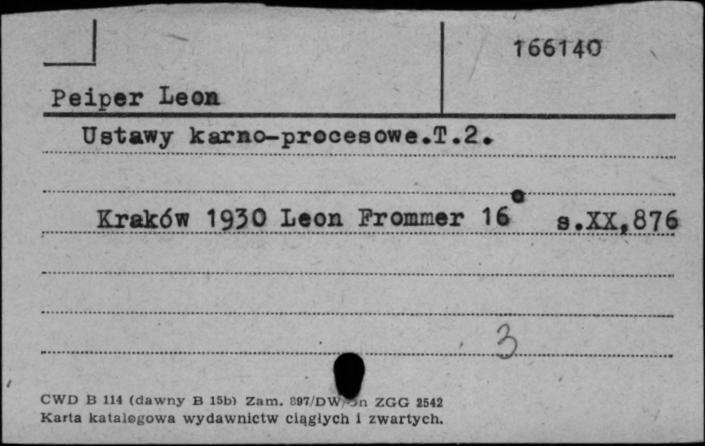 166140
Peiper Leon
Ustawy karno-procesowe.T.2.
Kraków 1930 Leon Frommer 16° s.XX,876
3
CWD B 114 (dawny B 15b) Zam. 897/DW/ ZGG 2542
Karta katalogowa wydawnictw ciągłych i zwartych.